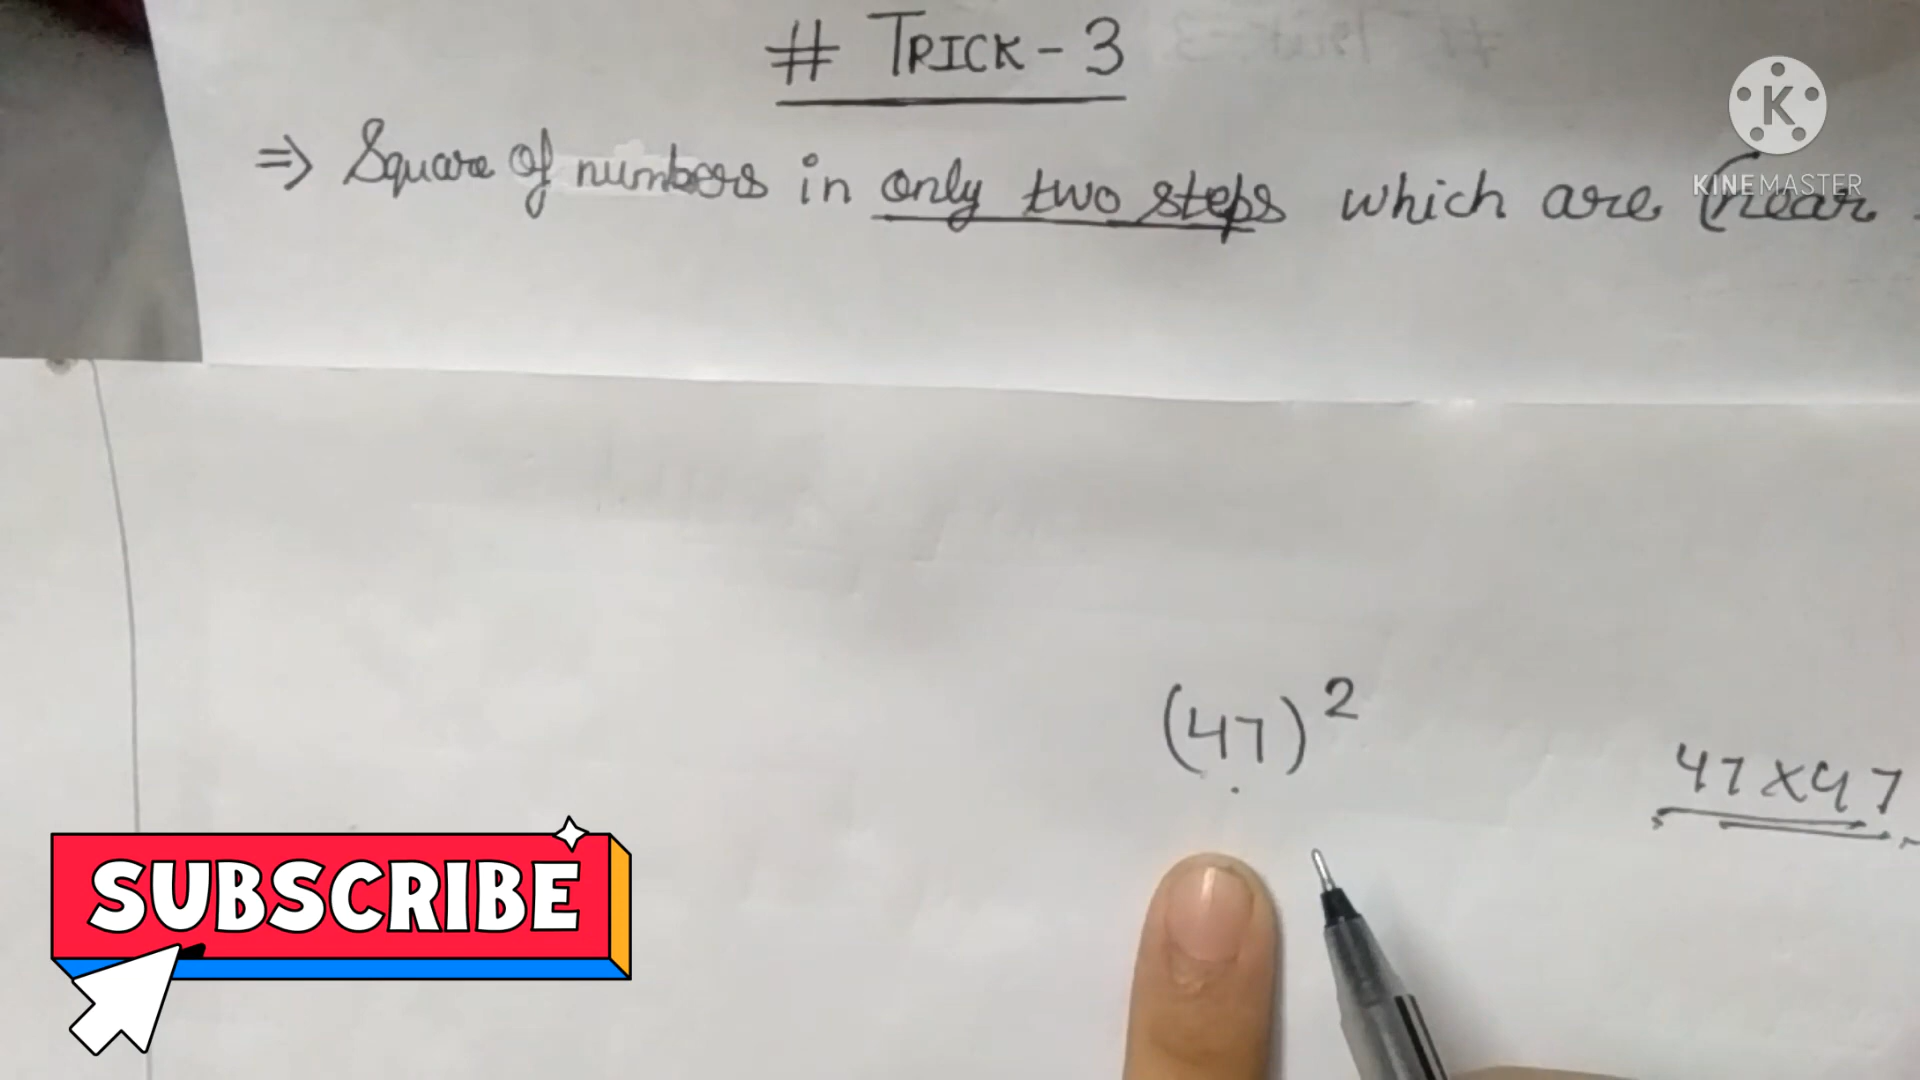 # TRICK-3
⇒ Square of numbers in only two steps which are (near
KINEMASTER
(47)²
47×47
SUBSCRIBE